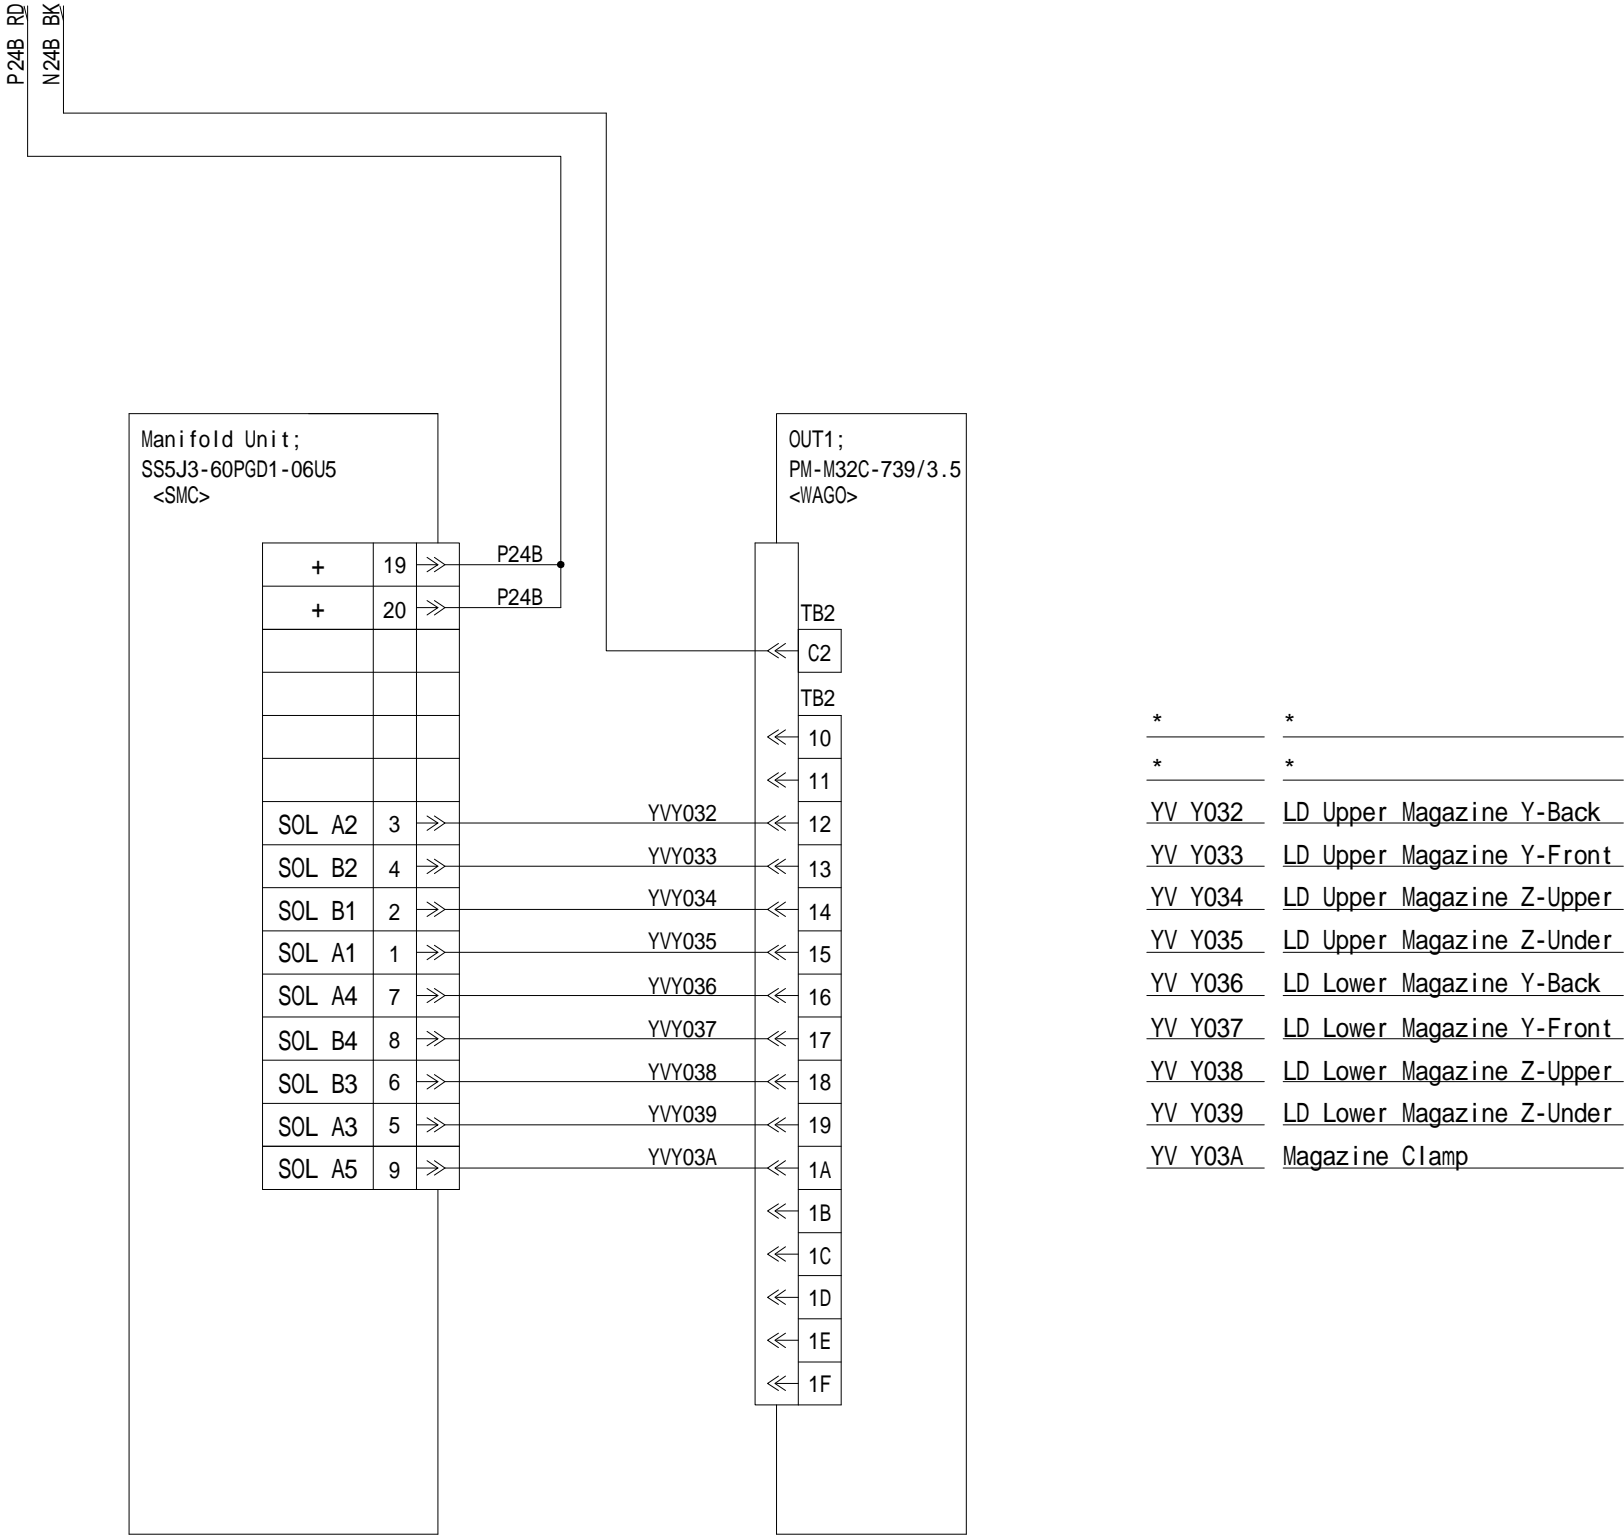 P24B RD
N24B BK
Manifold Unit;
SS5J3-60PGD1-06U5
<SMC>
OUT1;
PM-M32C-739/3.5
<WAGO>
+ 19 P24B
+ 20 P24B
TB2
C2
TB2
10 * *
11 * *
SOL A2 3 YVY032 12 YV Y032 LD Upper Magazine Y-Back
SOL B2 4 YVY033 13 YV Y033 LD Upper Magazine Y-Front
SOL B1 2 YVY034 14 YV Y034 LD Upper Magazine Z-Upper
SOL A1 1 YVY035 15 YV Y035 LD Upper Magazine Z-Under
SOL A4 7 YVY036 16 YV Y036 LD Lower Magazine Y-Back
SOL B4 8 YVY037 17 YV Y037 LD Lower Magazine Y-Front
SOL B3 6 YVY038 18 YV Y038 LD Lower Magazine Z-Upper
SOL A3 5 YVY039 19 YV Y039 LD Lower Magazine Z-Under
SOL A5 9 YVY03A 1A YV Y03A Magazine Clamp
1B
1C
1D
1E
1F